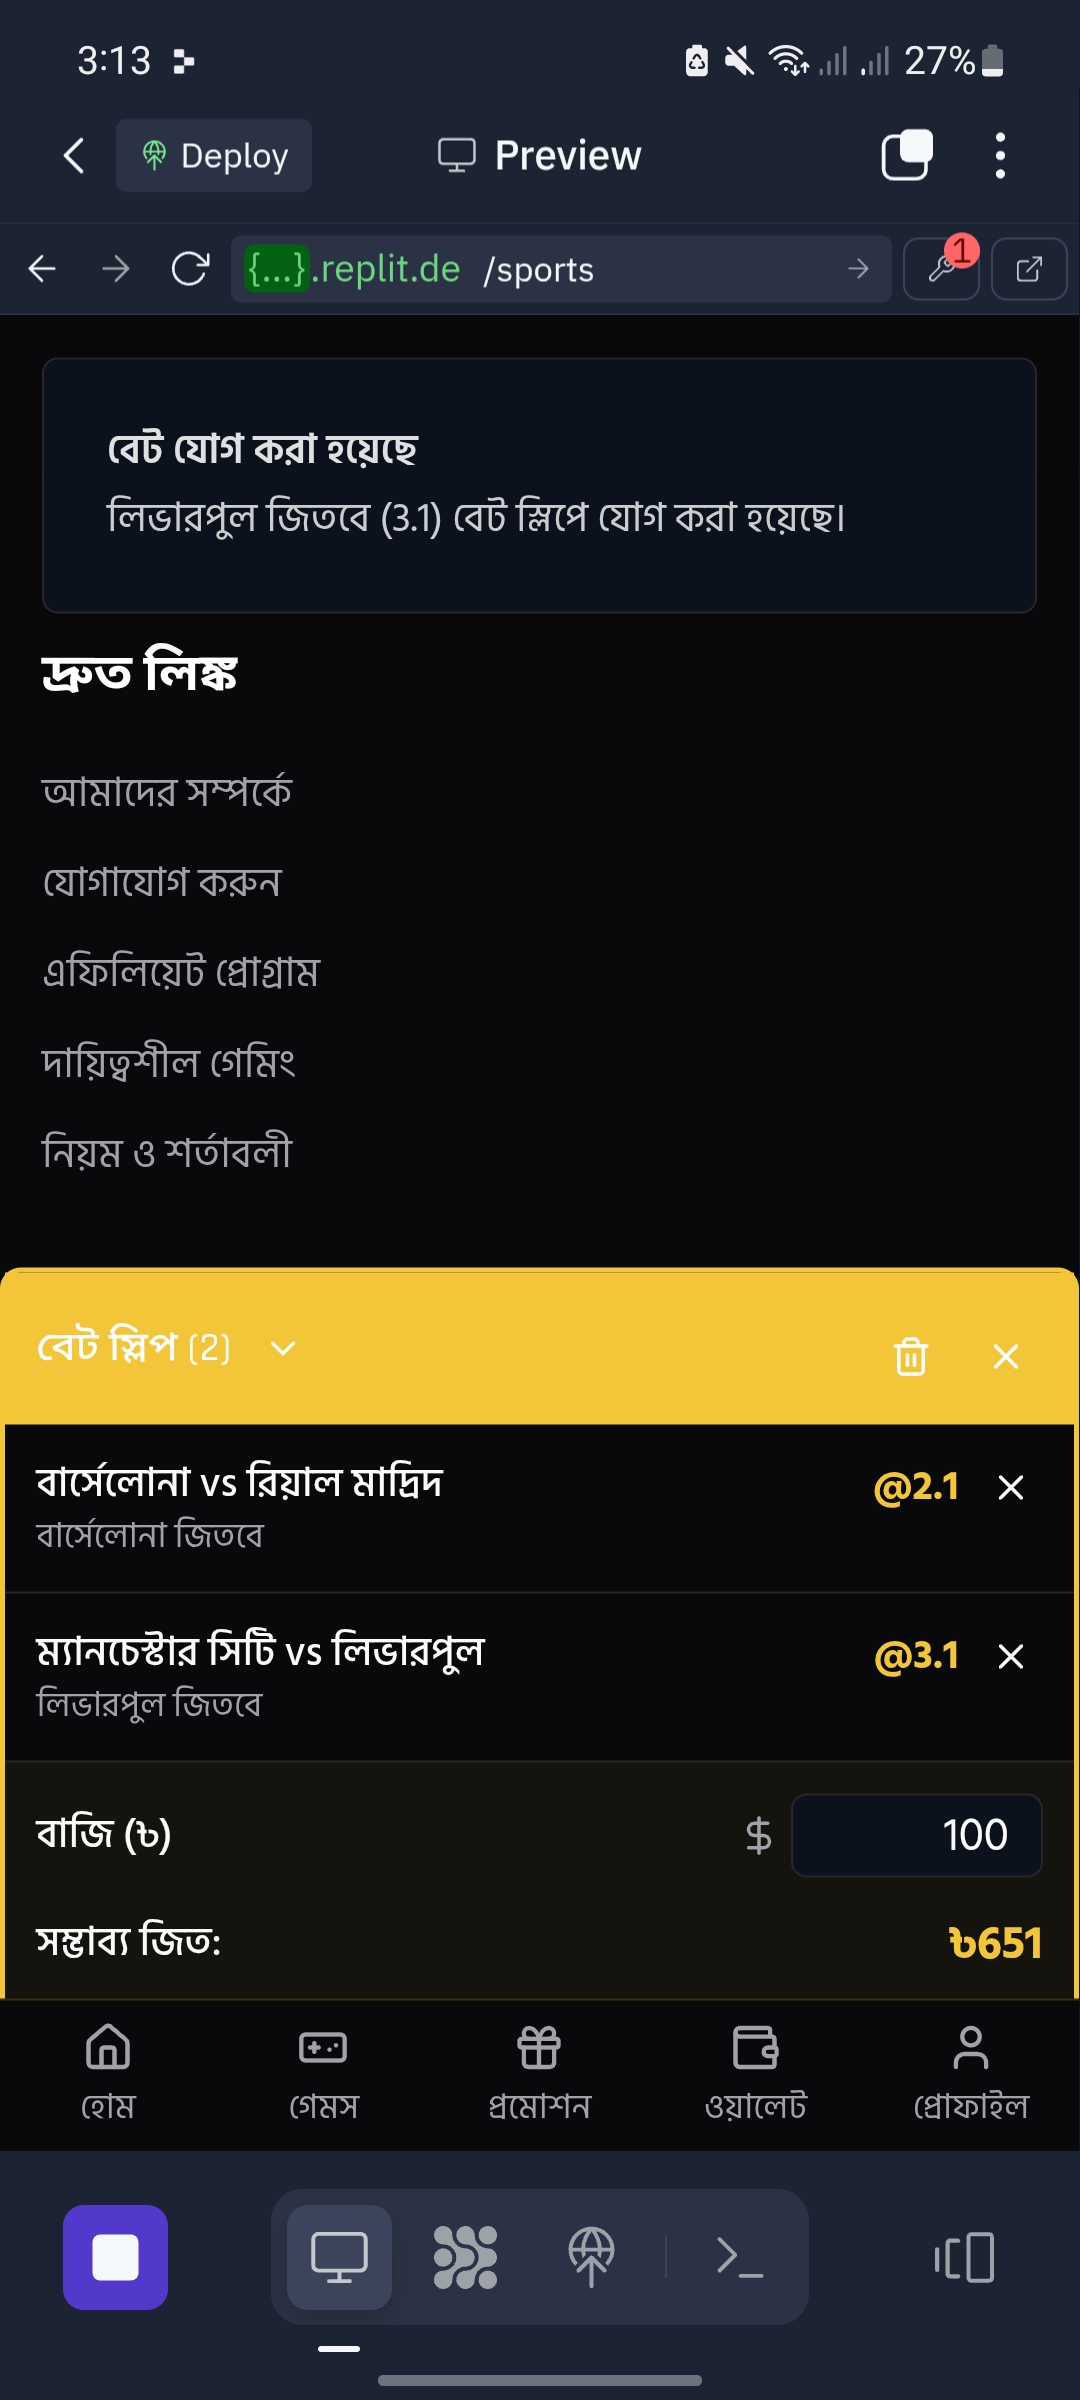 3:13
27%
Deploy
Preview
{...}.replit.de /sports
1
বেট যোগ করা হয়েছে
লিভারপুল জিতবে (3.1) বেট স্লিপে যোগ করা হয়েছে।
দ্রুত লিঙ্ক
আমাদের সম্পর্কে
যোগাযোগ করুন
এফিলিয়েট প্রোগ্রাম
দায়িত্বশীল গেমিং
নিয়ম ও শর্তাবলী
বেট স্লিপ (2)
বার্সেলোনা vs রিয়াল মাদ্রিদ @2.1
বার্সেলোনা জিতবে
ম্যানচেস্টার সিটি vs লিভারপুল @3.1
লিভারপুল জিতবে
বাজি (৳) $ 100
সম্ভাব্য জিত: ৳651
হোম গেমস প্রমোশন ওয়ালেট প্রোফাইল